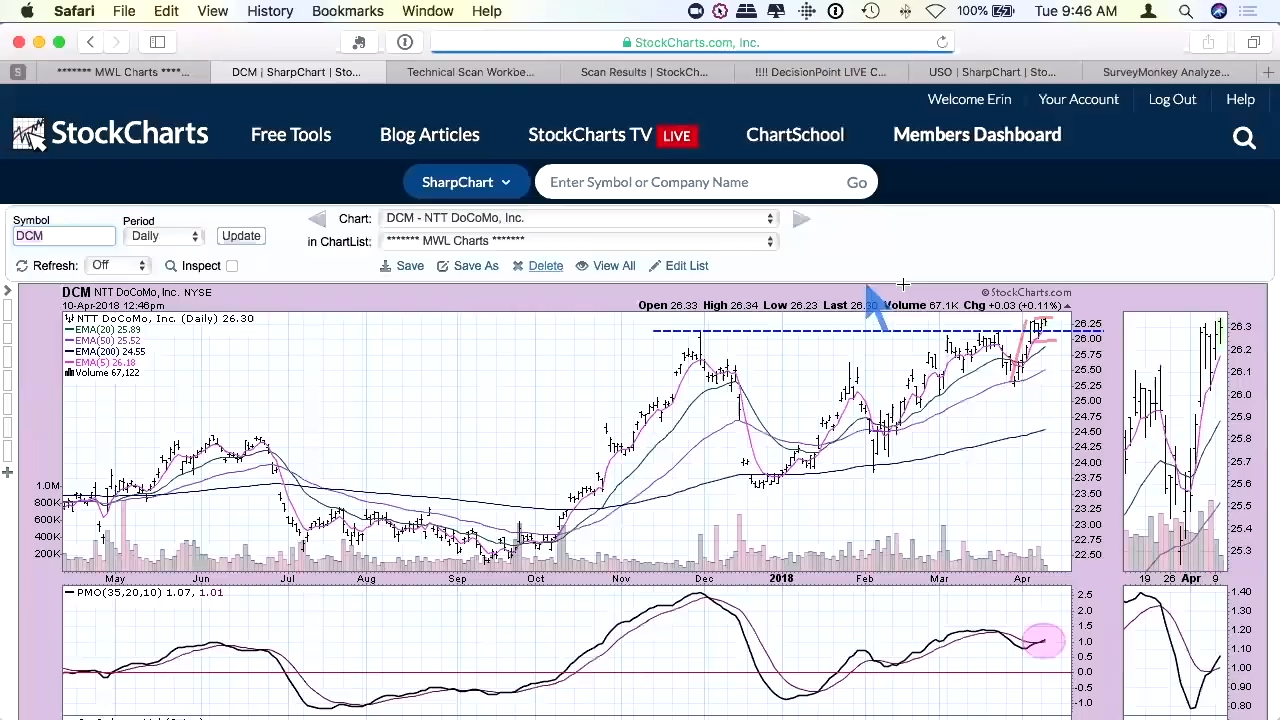 Safari File Edit View History Bookmarks Window Help 100% Tue 9:46 AM
StockCharts.com, Inc.
S ******* MWL Charts ****... DCM | SharpChart | Sto... Technical Scan Workbe... Scan Results | StockCh... !!!! DecisionPoint LIVE C... USO | SharpChart | Sto... SurveyMonkey Analyze...
Welcome Erin Your Account Log Out Help
StockCharts Free Tools Blog Articles StockCharts TV LIVE ChartSchool Members Dashboard
SharpChart Enter Symbol or Company Name Go
Symbol Period Chart: DCM - NTT DoCoMo, Inc.
DCM Daily Update in ChartList: ******* MWL Charts *******
Refresh: Off Inspect Save Save As Delete View All Edit List
DCM NTT DoCoMo, Inc. NYSE © StockCharts.com
10-Apr-2018 12:46pm Open 26.33 High 26.34 Low 26.23 Last 26.30 Volume 67.1K Chg +0.03 (+0.11%)
NTT DoCoMo, Inc. (Daily) 26.30
EMA(20) 25.89
EMA(50) 25.52
EMA(200) 24.55
EMA(5) 26.18
Volume 67,122
26.25
26.00
25.75
25.50
25.25
25.00
24.75
24.50
24.25
24.00
23.75
23.50
23.25
23.00
22.75
22.50
1.0M
800K
600K
400K
200K
26.3
26.2
26.1
26.0
25.9
25.8
25.7
25.6
25.5
25.4
May Jun Jul Aug Sep Oct Nov Dec 2018 Feb Mar Apr 19 26 Apr 9
PMO(35,20,10) 1.07, 1.01
2.5
2.0
1.5
1.0
0.5
0.0
-0.5
-1.0
1.40
1.30
1.20
1.10
1.00
0.90
0.80